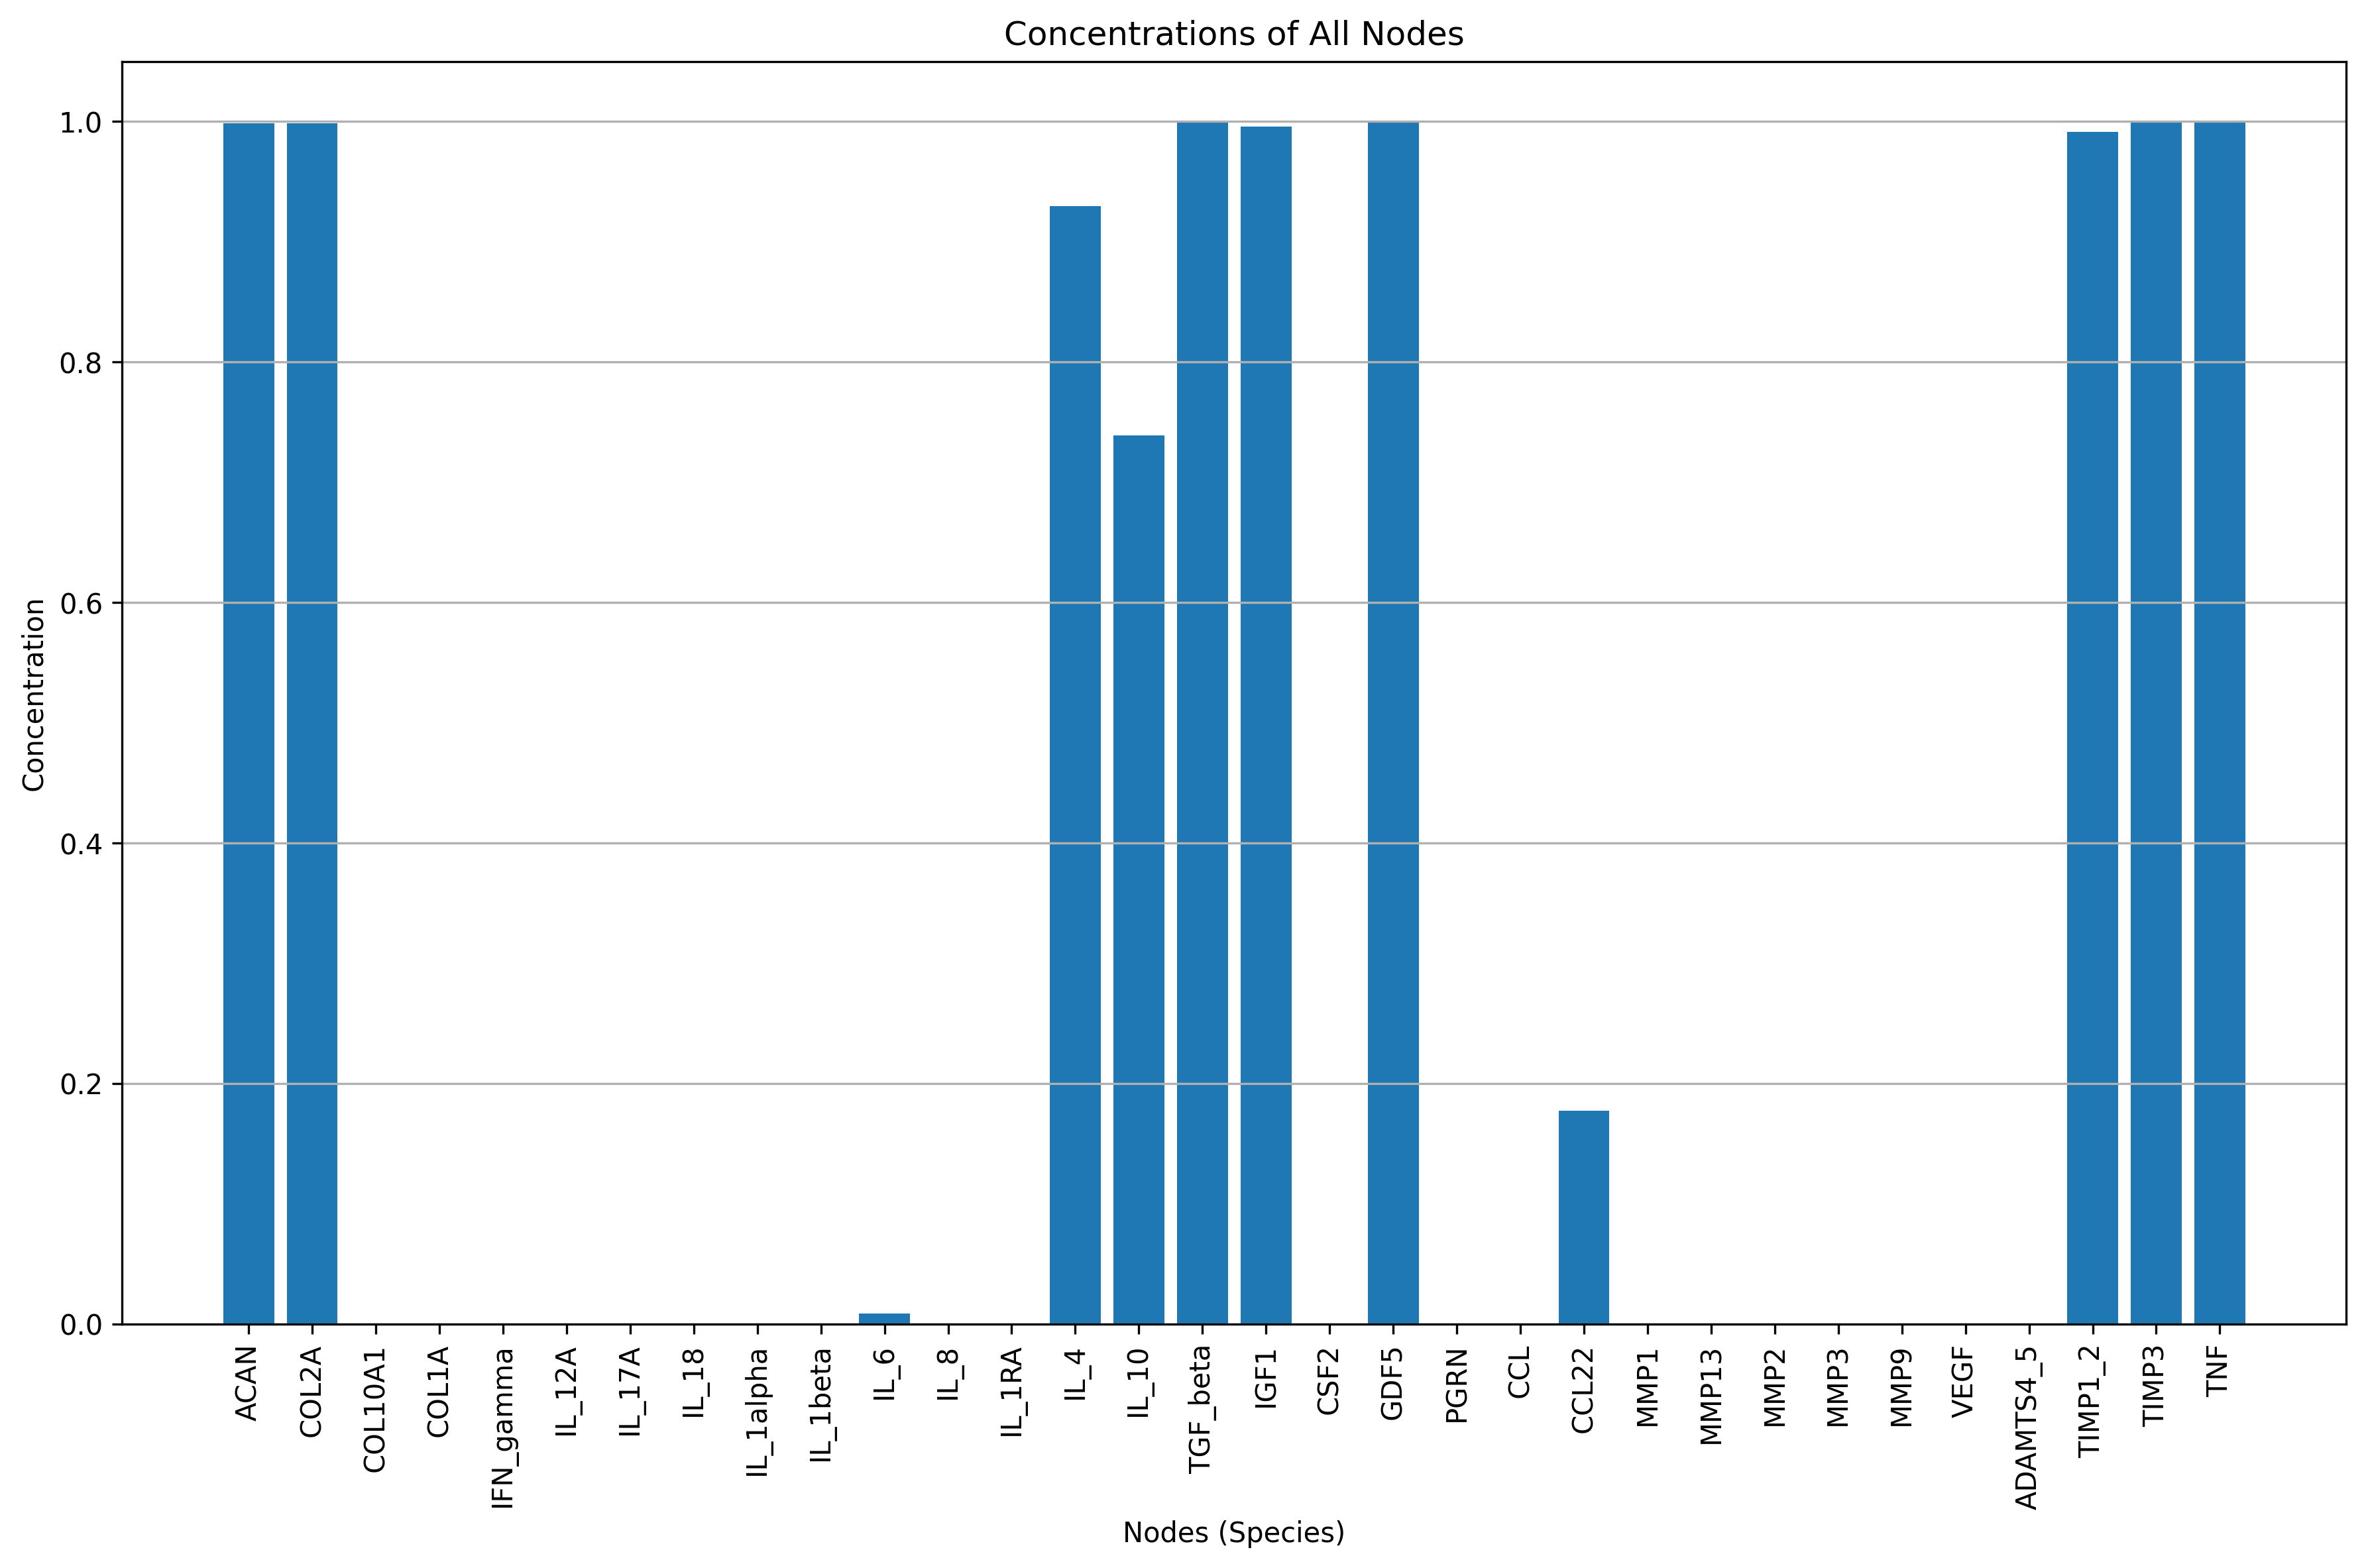 Concentrations of All Nodes
Concentration
1.0
0.8
0.6
0.4
0.2
0.0
ACAN
COL2A
COL10A1
COL1A
IFN_gamma
IL_12A
IL_17A
IL_18
IL_1alpha
IL_1beta
IL_6
IL_8
IL_1RA
IL_4
IL_10
TGF_beta
IGF1
CSF2
GDF5
PGRN
CCL
CCL22
MMP1
MMP13
MMP2
MMP3
MMP9
VEGF
ADAMTS4_5
TIMP1_2
TIMP3
TNF
Nodes (Species)